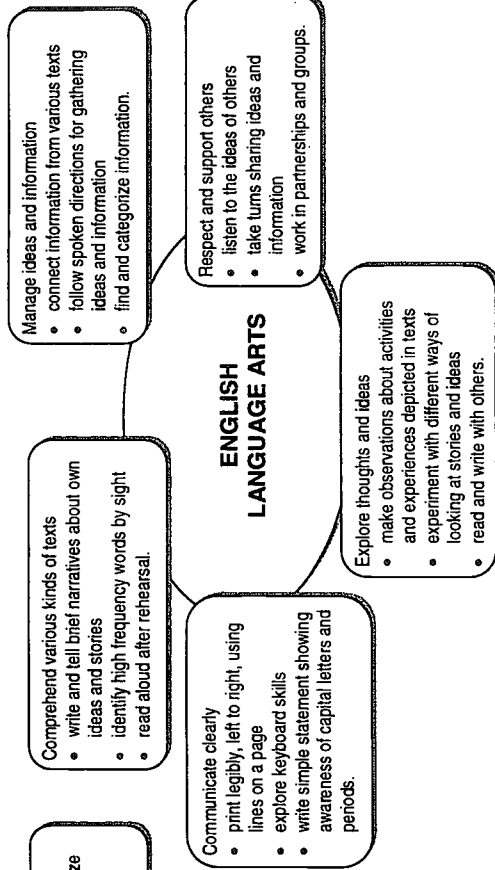 ze
Comprehend various kinds of texts
• write and tell brief narratives about own
ideas and stories
• identify high frequency words by sight
• read aloud after rehearsal.
Manage ideas and information
• connect information from various texts
• follow spoken directions for gathering
ideas and information
• find and categorize information.
ENGLISH
LANGUAGE ARTS
Communicate clearly
• print legibly, left to right, using
lines on a page
• explore keyboard skills
• write simple statement showing
awareness of capital letters and
periods.
Respect and support others
• listen to the ideas of others
• take turns sharing ideas and
information
• work in partnerships and groups.
Explore thoughts and ideas
• make observations about activities
and experiences depicted in texts
• experiment with different ways of
looking at stories and ideas
• read and write with others.